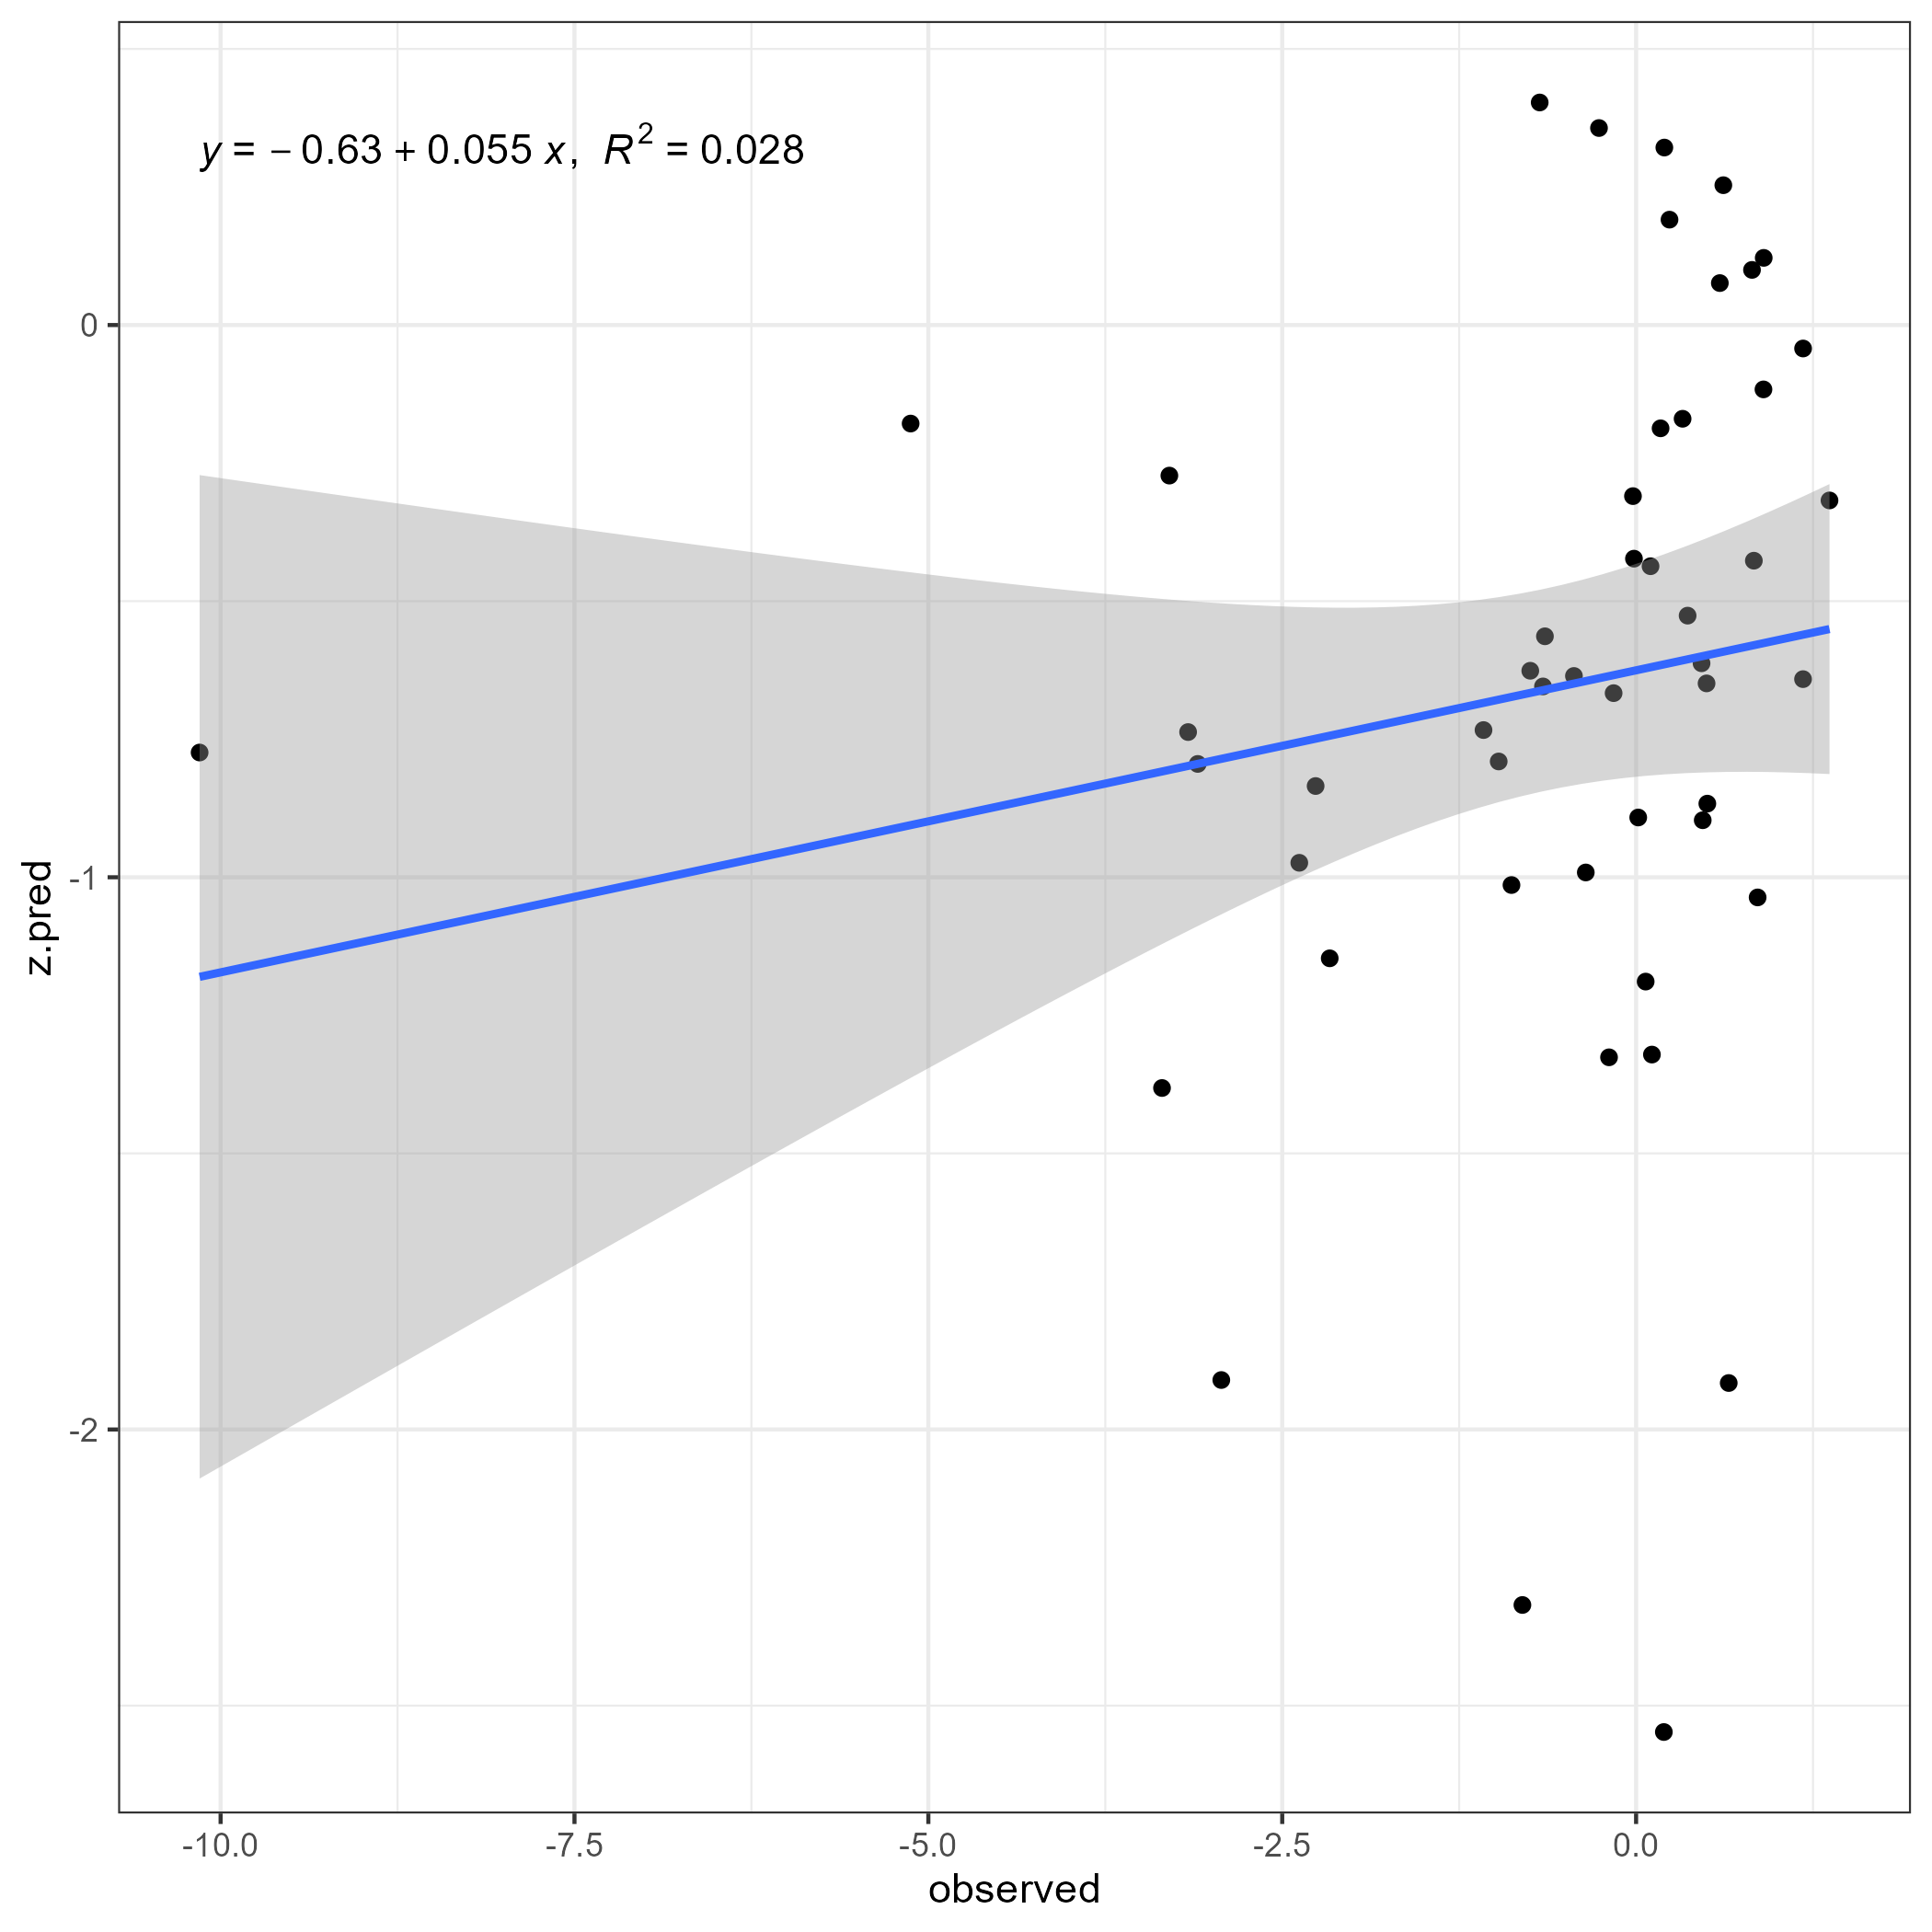 y = − 0.63 + 0.055 x, R² = 0.028
0
-1
-2
z.pred
-10.0 -7.5 -5.0 -2.5 0.0
observed